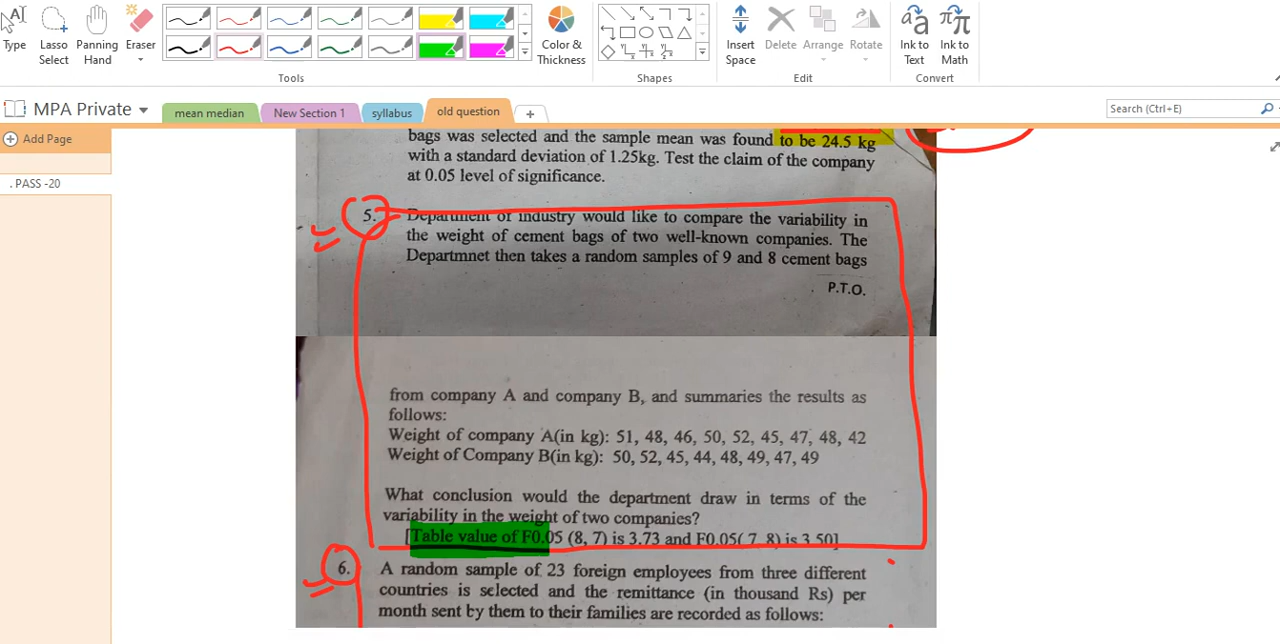 Type
Lasso Select
Panning Hand
Eraser
Color & Thickness
Insert Space
Delete
Arrange
Rotate
Ink to Text
Ink to Math
Tools
Shapes
Edit
Convert
MPA Private
mean median
New Section 1
syllabus
old question
Search (Ctrl+E)
Add Page
. PASS -20
bags was selected and the sample mean was found to be 24.5 kg
with a standard deviation of 1.25kg. Test the claim of the company
at 0.05 level of significance.
5. Department of industry would like to compare the variability in
the weight of cement bags of two well-known companies. The
Departmnet then takes a random samples of 9 and 8 cement bags
P.T.O.
from company A and company B, and summaries the results as
follows:
Weight of company A(in kg): 51, 48, 46, 50, 52, 45, 47, 48, 42
Weight of Company B(in kg): 50, 52, 45, 44, 48, 49, 47, 49
What conclusion would the department draw in terms of the
variability in the weight of two companies?
[Table value of F0.05 (8, 7) is 3.73 and F0.05( 7, 8) is 3.50]
6. A random sample of 23 foreign employees from three different
countries is selected and the remittance (in thousand Rs) per
month sent by them to their families are recorded as follows: